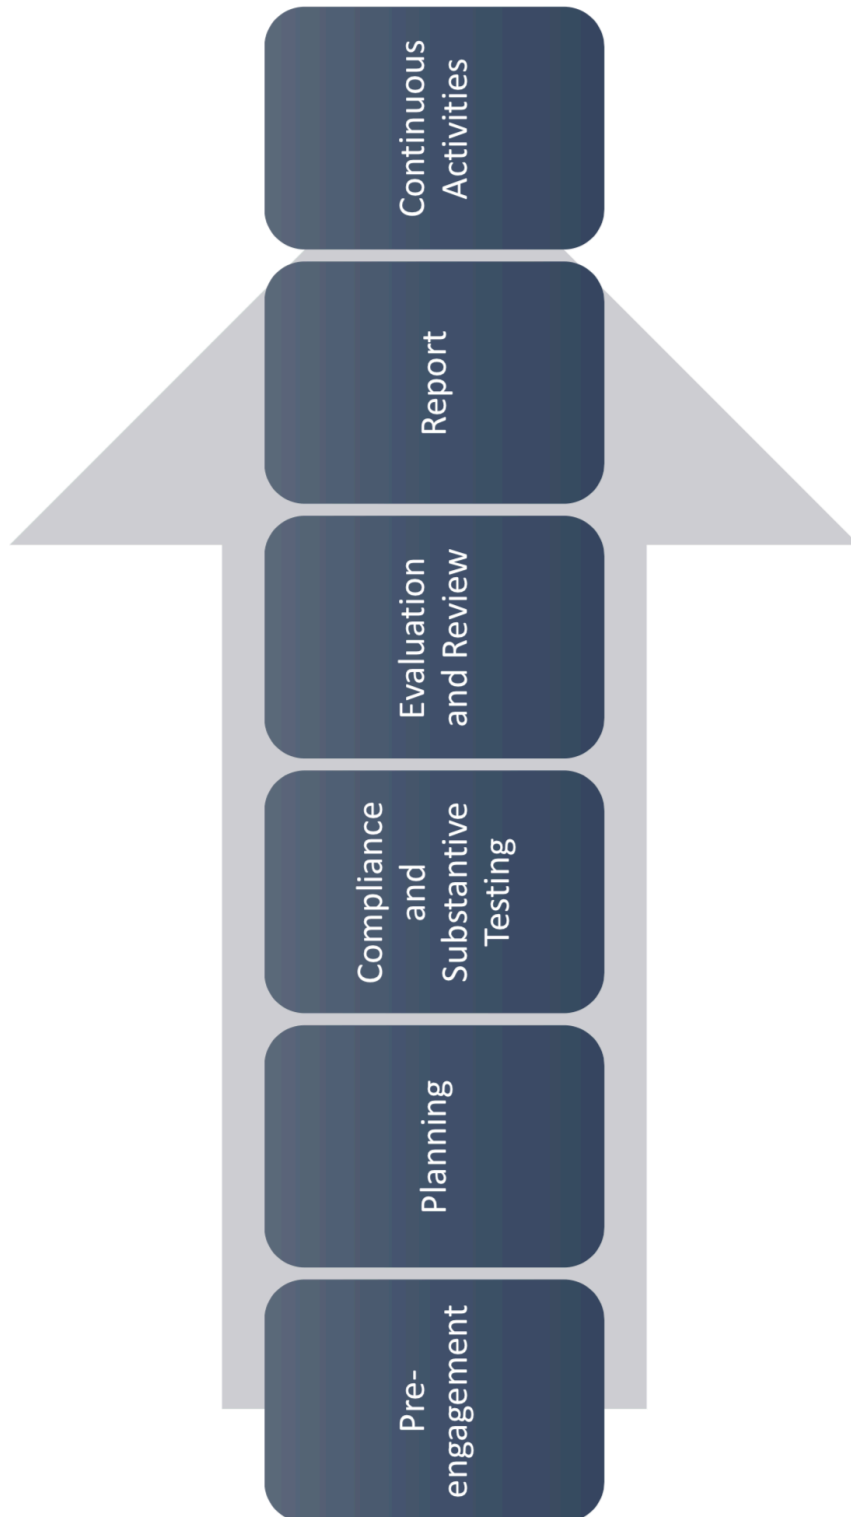 Pre-
engagement
Planning
Compliance
and
Substantive
Testing
Evaluation
and Review
Report
Continuous
Activities